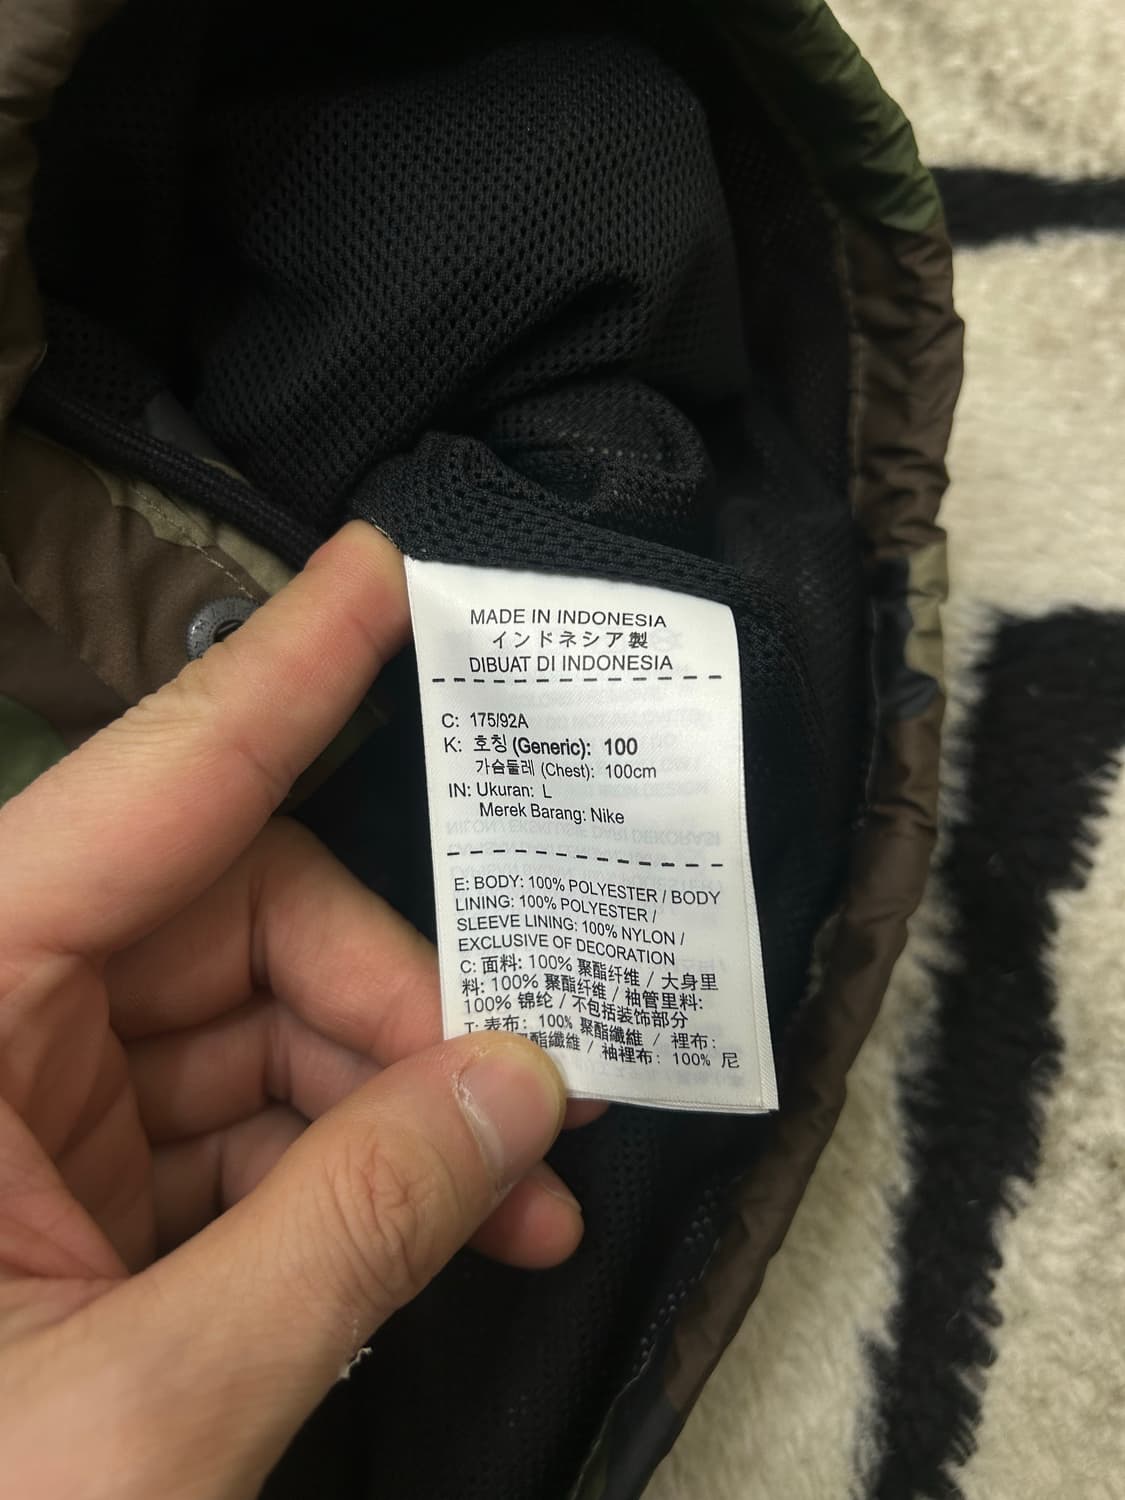 MADE IN INDONESIA
インドネシア製
DIBUAT DI INDONESIA
C: 175/92A
K: 호칭 (Generic): 100
가슴둘레 (Chest): 100cm
IN: Ukuran: L
Merek Barang: Nike
E: BODY: 100% POLYESTER / BODY
LINING: 100% POLYESTER /
SLEEVE LINING: 100% NYLON /
EXCLUSIVE OF DECORATION
C: 面料: 100% 聚酯纤维 / 大身里
料: 100% 聚酯纤维 / 袖管里料:
100% 锦纶 / 不包括装饰部分
T: 表布: 100% 聚酯纖維 / 裡布:
聚酯纖維 / 袖裡布: 100% 尼